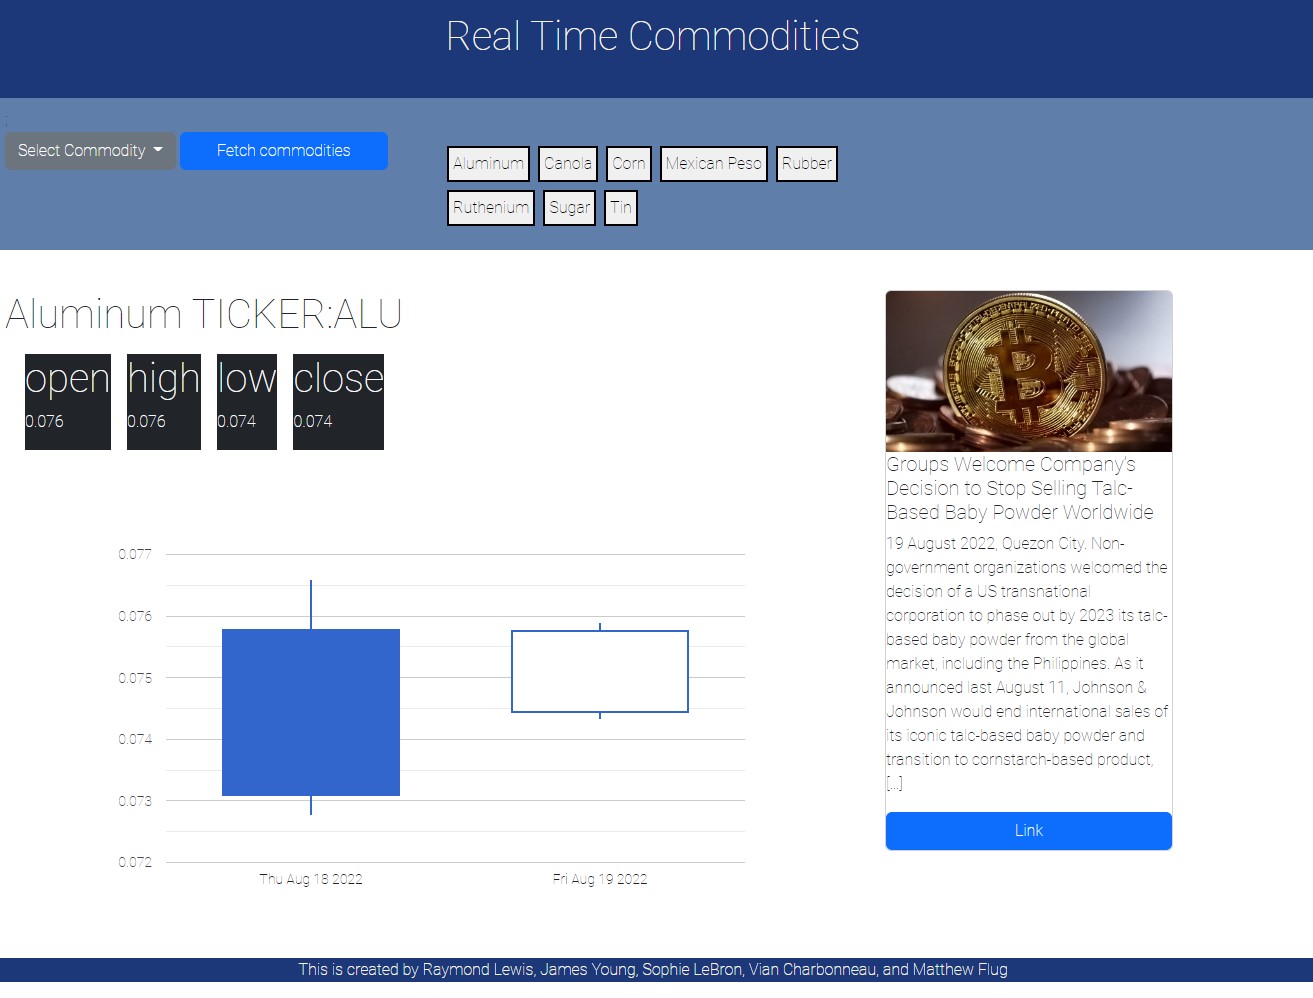 Real Time Commodities
;
Select Commodity
Fetch commodities
Aluminum
Canola
Corn
Mexican Peso
Rubber
Ruthenium
Sugar
Tin
Aluminum TICKER:ALU
open
high
low
close
0.076
0.076
0.074
0.074
0.077
0.076
0.075
0.074
0.073
0.072
Thu Aug 18 2022
Fri Aug 19 2022
Groups Welcome Company's
Decision to Stop Selling Talc-
Based Baby Powder Worldwide
19 August 2022, Quezon City. Non-
government organizations welcomed the
decision of a US transnational
corporation to phase out by 2023 its talc-
based baby powder from the global
market, including the Philippines. As it
announced last August 11, Johnson &
Johnson would end international sales of
its iconic talc-based baby powder and
transition to cornstarch-based product,
[...]
Link
This is created by Raymond Lewis, James Young, Sophie LeBron, Vian Charbonneau, and Matthew Flug